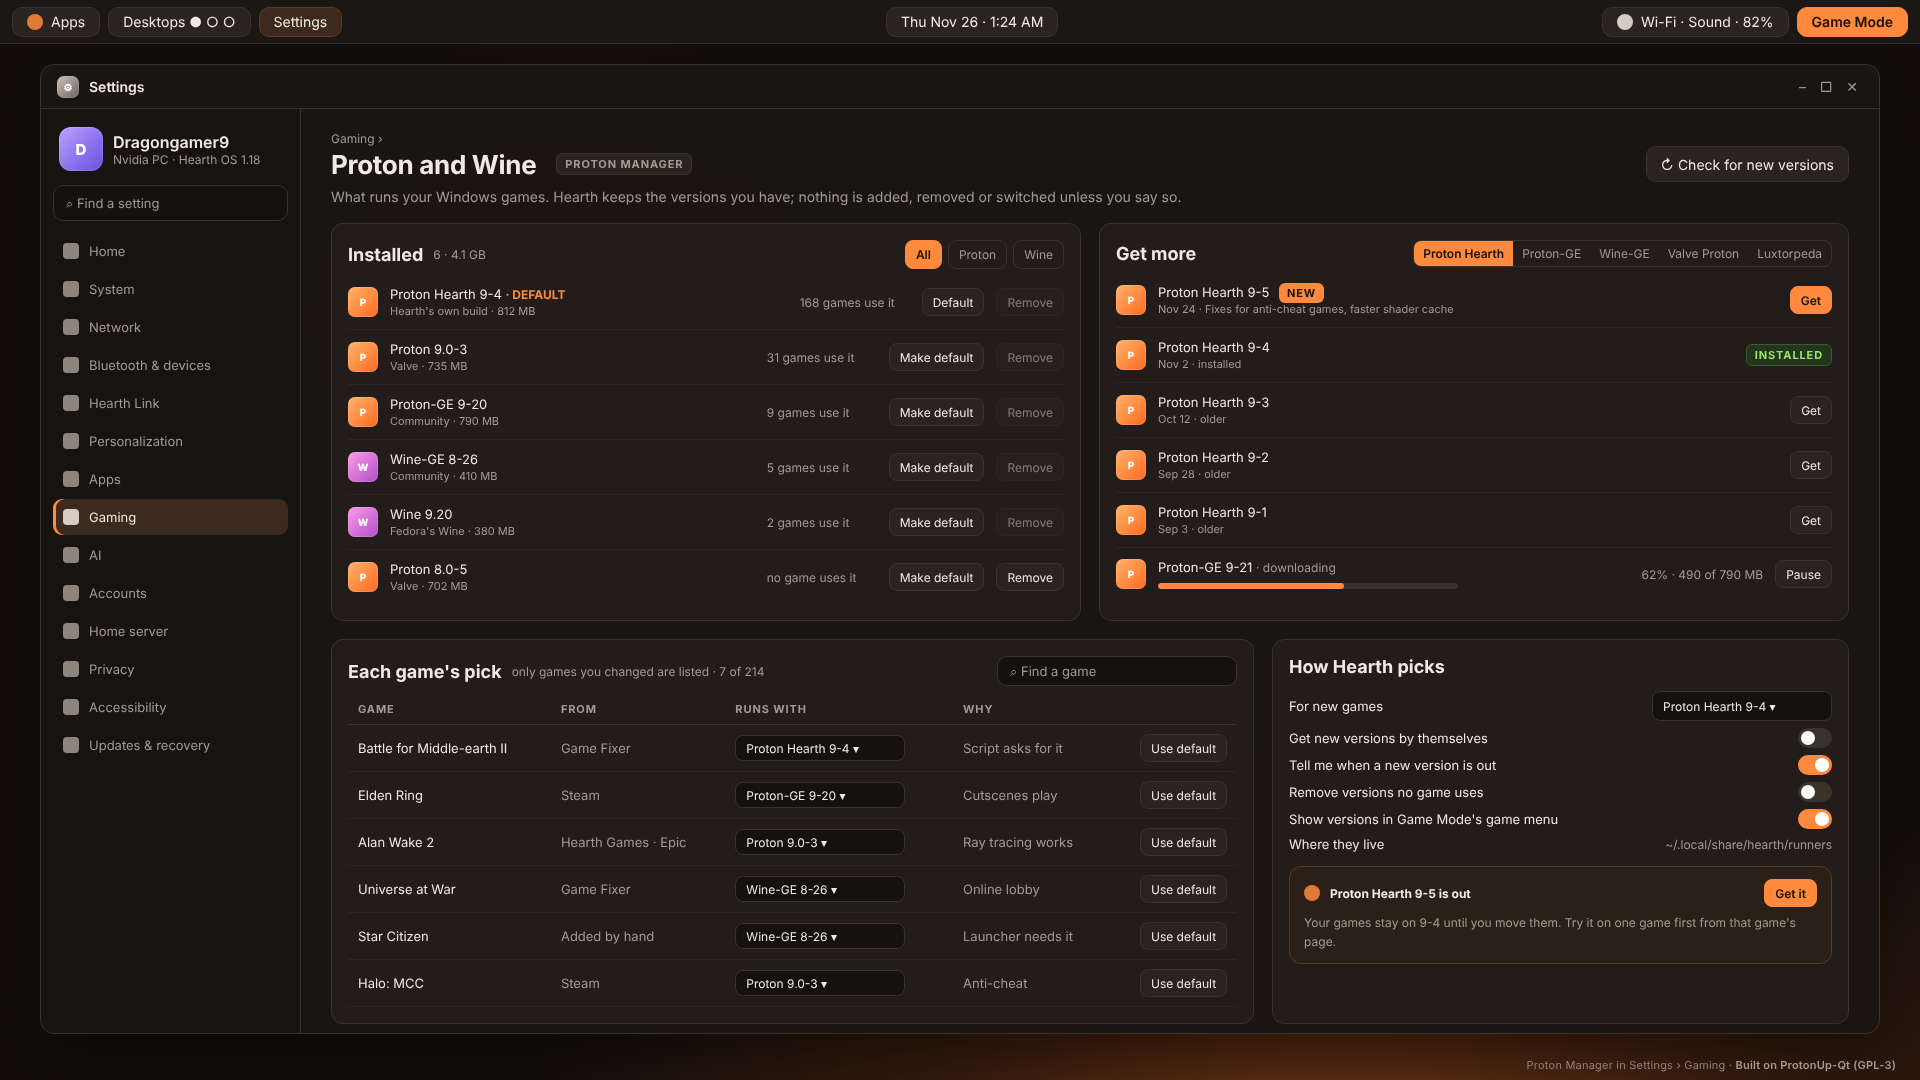 Apps
Desktops
Settings
Thu Nov 26 · 1:24 AM
Wi-Fi · Sound · 82%
Game Mode
Settings
D
Dragongamer9
Nvidia PC · Hearth OS 1.18
Find a setting
Home
System
Network
Bluetooth & devices
Hearth Link
Personalization
Apps
Gaming
AI
Accounts
Home server
Privacy
Accessibility
Updates & recovery
Gaming ›
Proton and Wine
PROTON MANAGER
↻ Check for new versions
What runs your Windows games. Hearth keeps the versions you have; nothing is added, removed or switched unless you say so.
Installed 6 · 4.1 GB
All
Proton
Wine
P
Proton Hearth 9-4 · DEFAULT
Hearth's own build · 812 MB
168 games use it
Default
Remove
P
Proton 9.0-3
Valve · 735 MB
31 games use it
Make default
Remove
P
Proton-GE 9-20
Community · 790 MB
9 games use it
Make default
Remove
W
Wine-GE 8-26
Community · 410 MB
5 games use it
Make default
Remove
W
Wine 9.20
Fedora's Wine · 380 MB
2 games use it
Make default
Remove
P
Proton 8.0-5
Valve · 702 MB
no game uses it
Make default
Remove
Get more
Proton Hearth
Proton-GE
Wine-GE
Valve Proton
Luxtorpeda
P
Proton Hearth 9-5 NEW
Nov 24 · Fixes for anti-cheat games, faster shader cache
Get
P
Proton Hearth 9-4
Nov 2 · installed
INSTALLED
P
Proton Hearth 9-3
Oct 12 · older
Get
P
Proton Hearth 9-2
Sep 28 · older
Get
P
Proton Hearth 9-1
Sep 3 · older
Get
P
Proton-GE 9-21 · downloading
62% · 490 of 790 MB
Pause
Each game's pick only games you changed are listed · 7 of 214
Find a game
GAME FROM RUNS WITH WHY
Battle for Middle-earth II Game Fixer Proton Hearth 9-4 ▾ Script asks for it Use default
Elden Ring Steam Proton-GE 9-20 ▾ Cutscenes play Use default
Alan Wake 2 Hearth Games · Epic Proton 9.0-3 ▾ Ray tracing works Use default
Universe at War Game Fixer Wine-GE 8-26 ▾ Online lobby Use default
Star Citizen Added by hand Wine-GE 8-26 ▾ Launcher needs it Use default
Halo: MCC Steam Proton 9.0-3 ▾ Anti-cheat Use default
How Hearth picks
For new games Proton Hearth 9-4 ▾
Get new versions by themselves
Tell me when a new version is out
Remove versions no game uses
Show versions in Game Mode's game menu
Where they live ~/.local/share/hearth/runners
Proton Hearth 9-5 is out
Get it
Your games stay on 9-4 until you move them. Try it on one game first from that game's
page.
Proton Manager in Settings › Gaming · Built on ProtonUp-Qt (GPL-3)